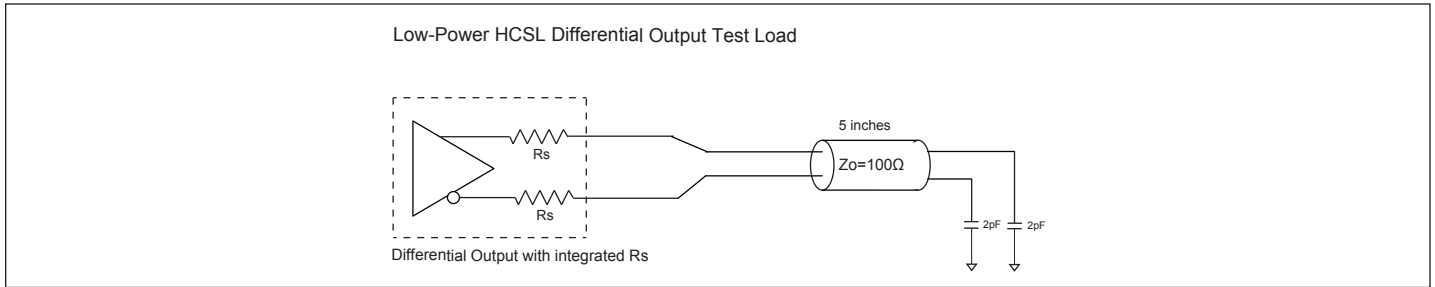 Low-Power HCSL Differential Output Test Load
5 inches
Rs
Zo=100Ω
Rs
2pF
2pF
Differential Output with integrated Rs